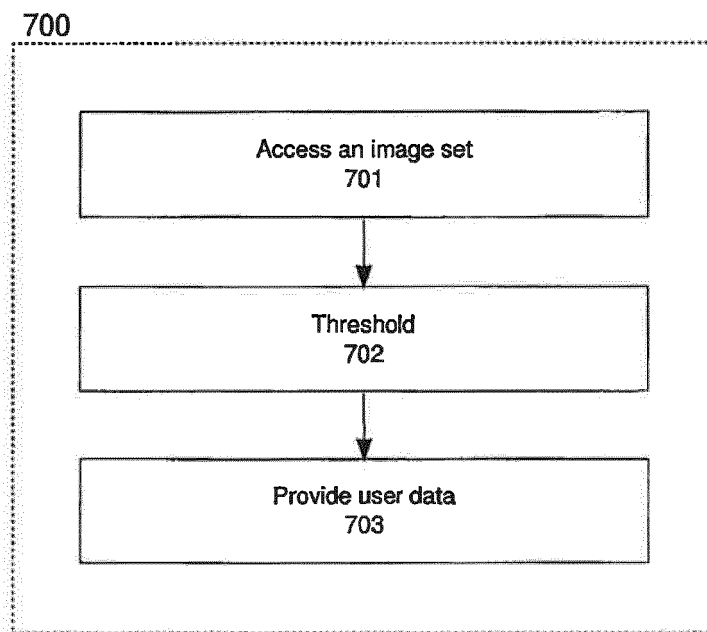 700
Access an image set
701
Threshold
702
Provide user data
703